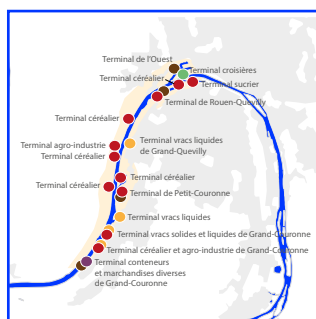 Terminal de l'Ouest
Terminal croisières
Terminal céréalier
Terminal sucrier
Terminal de Rouen-Quevilly
Terminal céréalier
Terminal agro-industrie
Terminal vracs liquides
de Grand-Quevilly
Terminal céréalier
Terminal céréalier
Terminal céréalier
Terminal de Petit-Couronne
Terminal vracs liquides
Terminal vracs solides et liquides de Grand-Couronne
Terminal céréalier et agro-industrie de Grand-Couronne
Terminal conteneurs
et marchandises diverses
de Grand-Couronne